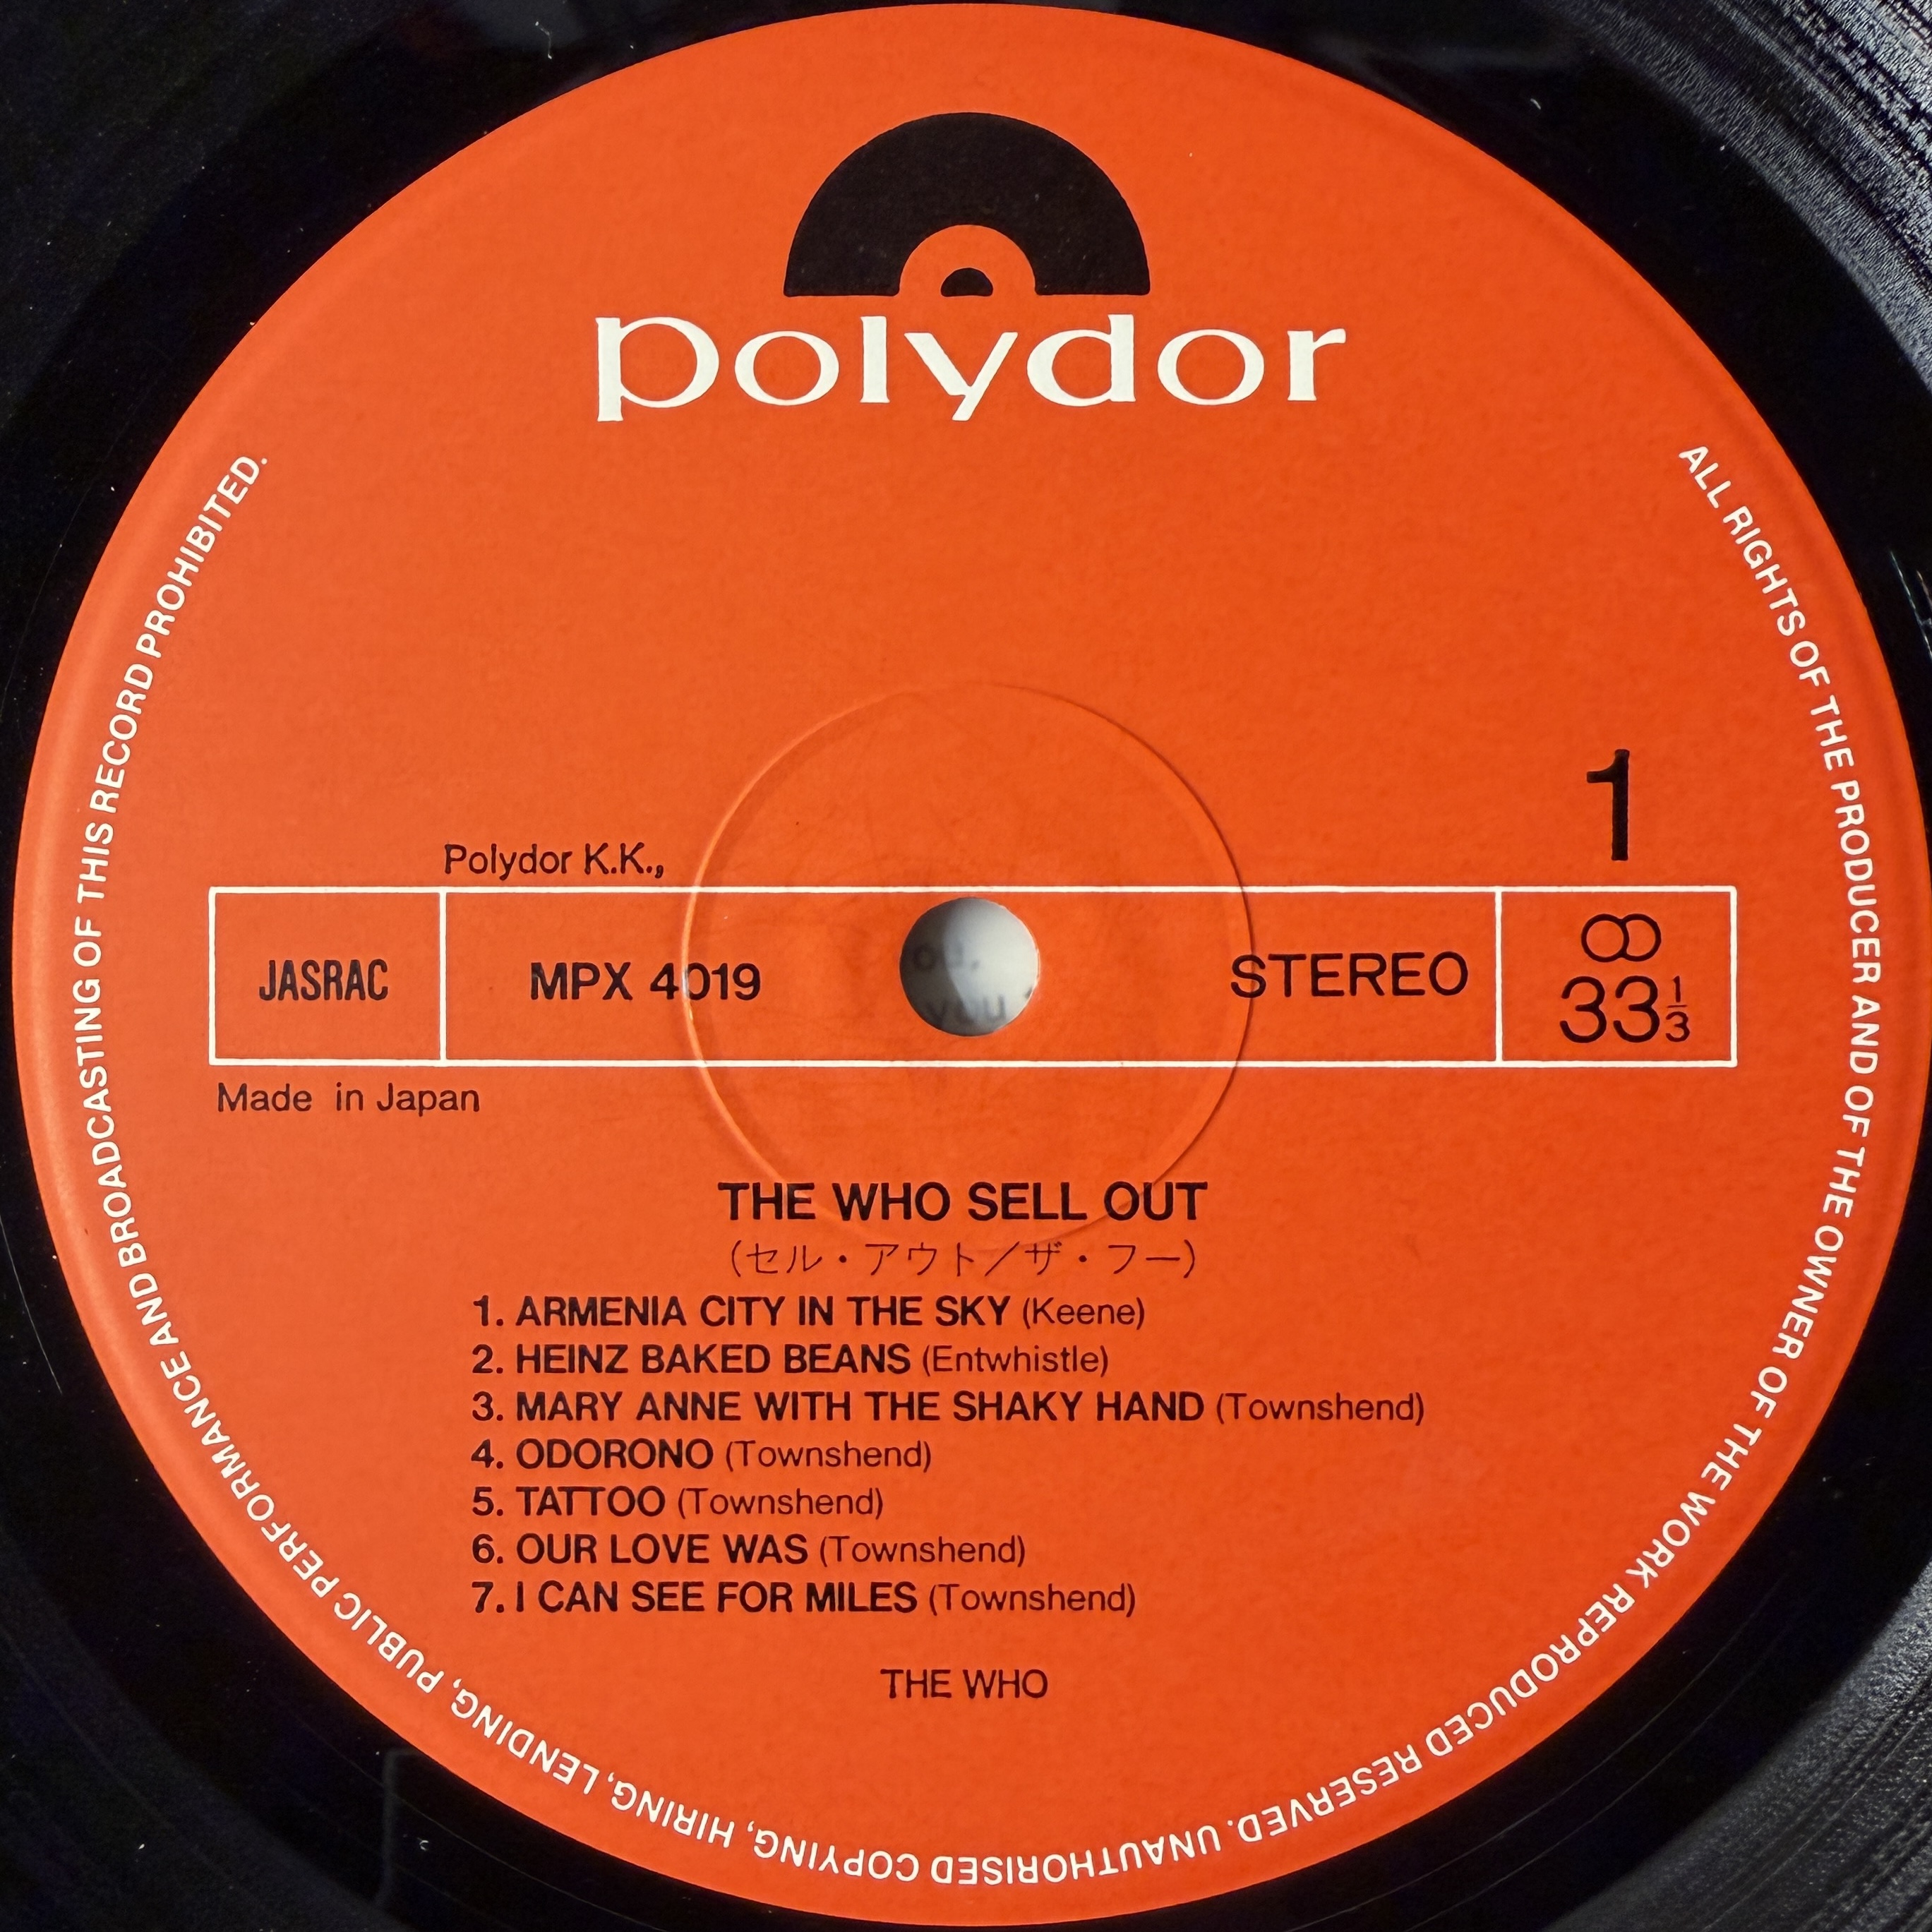 polydor
ALL RIGHTS OF THE PRODUCER AND OF THE OWNER OF THE WORK REPRODUCED RESERVED. UNAUTHORISED COPYING, HIRING, LENDING, PUBLIC PERFORMANCE AND BROADCASTING OF THIS RECORD PROHIBITED.
1
Polydor K.K.,
JASRAC MPX 4019 STEREO 33 1/3
Made in Japan
THE WHO SELL OUT
(セル・アウト／ザ・フー)
1. ARMENIA CITY IN THE SKY (Keene)
2. HEINZ BAKED BEANS (Entwhistle)
3. MARY ANNE WITH THE SHAKY HAND (Townshend)
4. ODORONO (Townshend)
5. TATTOO (Townshend)
6. OUR LOVE WAS (Townshend)
7. I CAN SEE FOR MILES (Townshend)
THE WHO